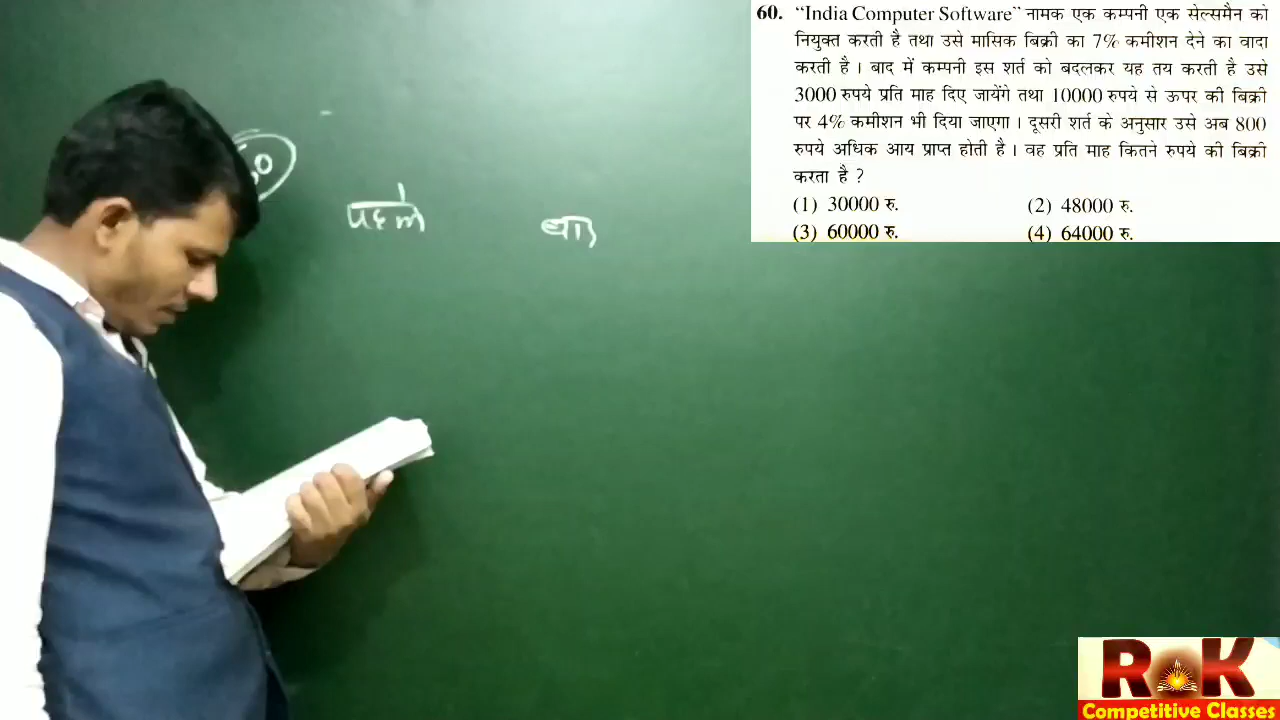 60. "India Computer Software" नामक एक कम्पनी एक सेल्समैन को
नियुक्त करती है तथा उसे मासिक बिक्री का 7% कमीशन देने का वादा
करती है । बाद में कम्पनी इस शर्त को बदलकर यह तय करती है उसे
3000 रुपये प्रति माह दिए जायेंगे तथा 10000 रुपये से ऊपर की बिक्री
पर 4% कमीशन भी दिया जाएगा । दूसरी शर्त के अनुसार उसे अब 800
रुपये अधिक आय प्राप्त होती है । वह प्रति माह कितने रुपये की बिक्री
करता है ?
(1) 30000 रु. (2) 48000 रु.
(3) 60000 रु. (4) 64000 रु.
पहले
RK
Competitive Classes